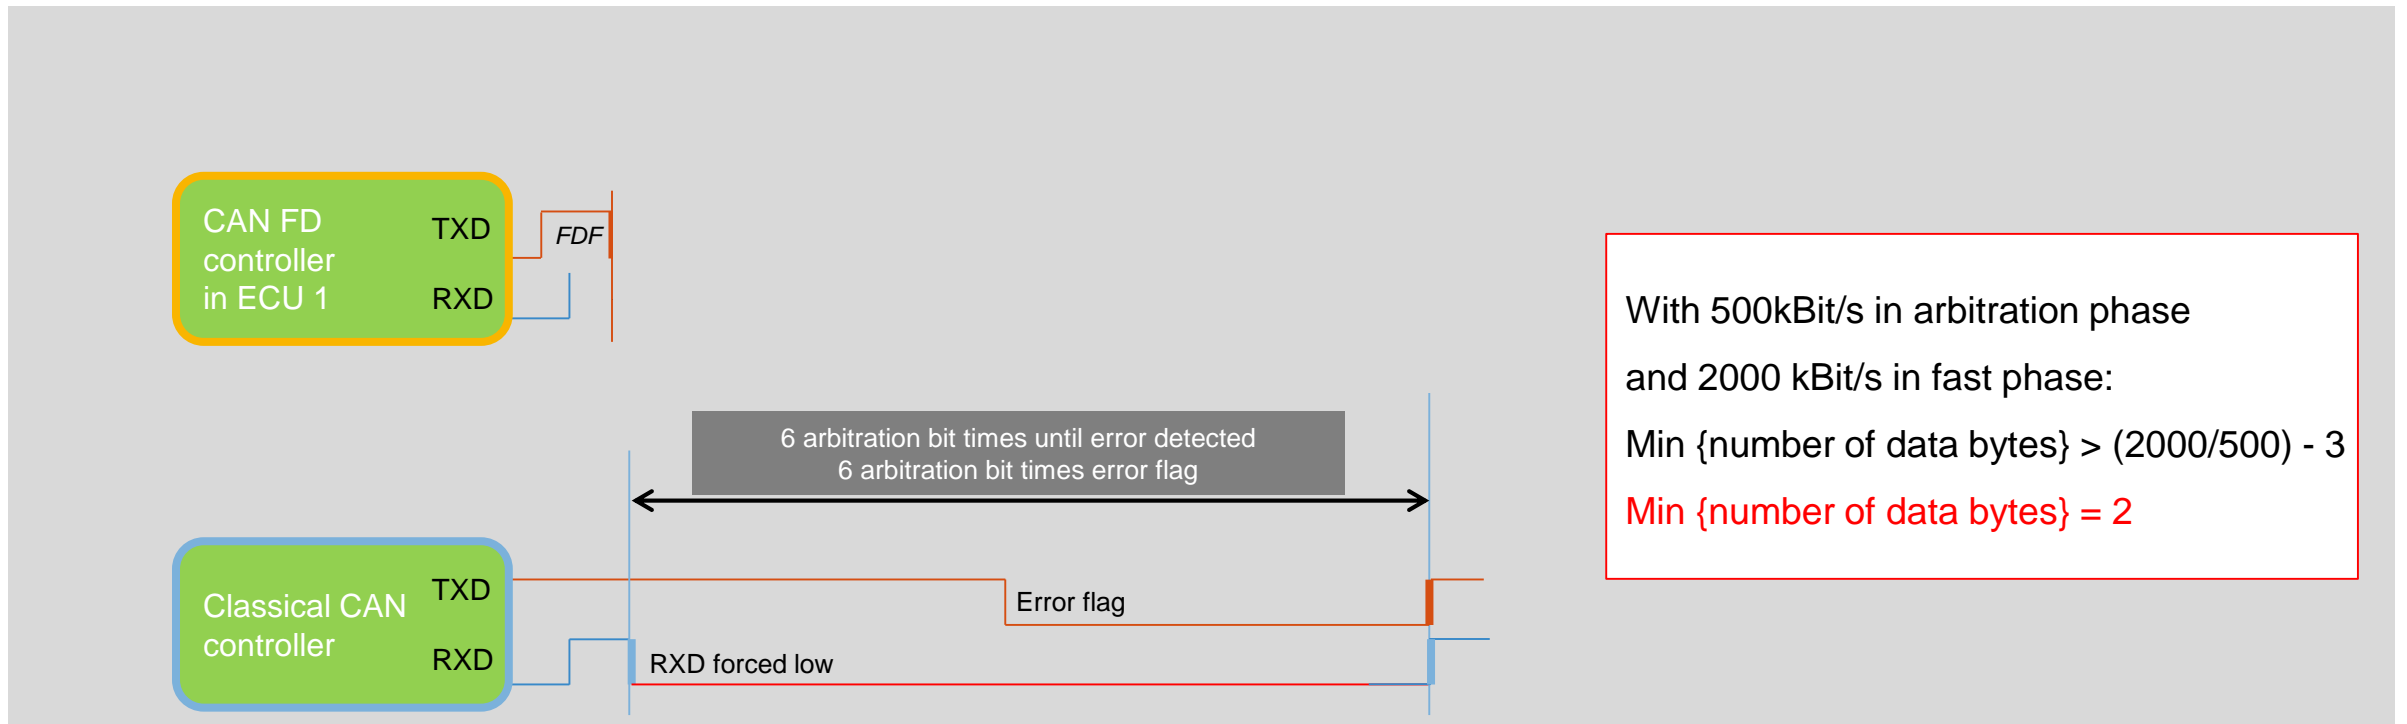 CAN FD
controller
in ECU 1
TXD
RXD
FDF
6 arbitration bit times until error detected
6 arbitration bit times error flag
Classical CAN
controller
TXD
RXD
Error flag
RXD forced low
With 500kBit/s in arbitration phase
and 2000 kBit/s in fast phase:
Min {number of data bytes} > (2000/500) - 3
Min {number of data bytes} = 2